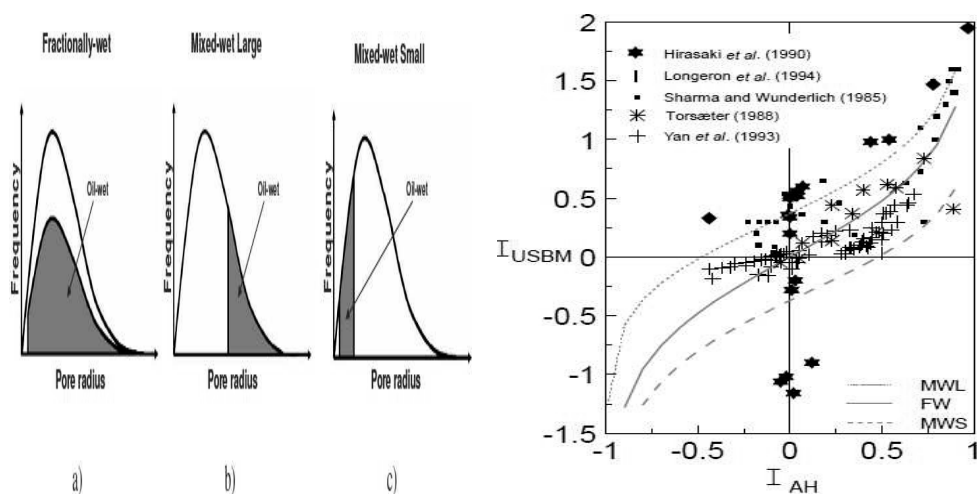 Fractionally-wet
Mixed-wet Large
Mixed-wet Small
Frequency
Oil-wet
Pore radius
a)
Frequency
Oil-wet
Pore radius
b)
Frequency
Oil-wet
Pore radius
c)
2
1.5
1
0.5
0
-0.5
-1
-1.5
I USBM
Hirasaki et al. (1990)
Longeron et al. (1994)
Sharma and Wunderlich (1985)
Torsæter (1988)
Yan et al. (1993)
MWL
FW
MWS
-1 -0.5 0 0.5 1
I AH